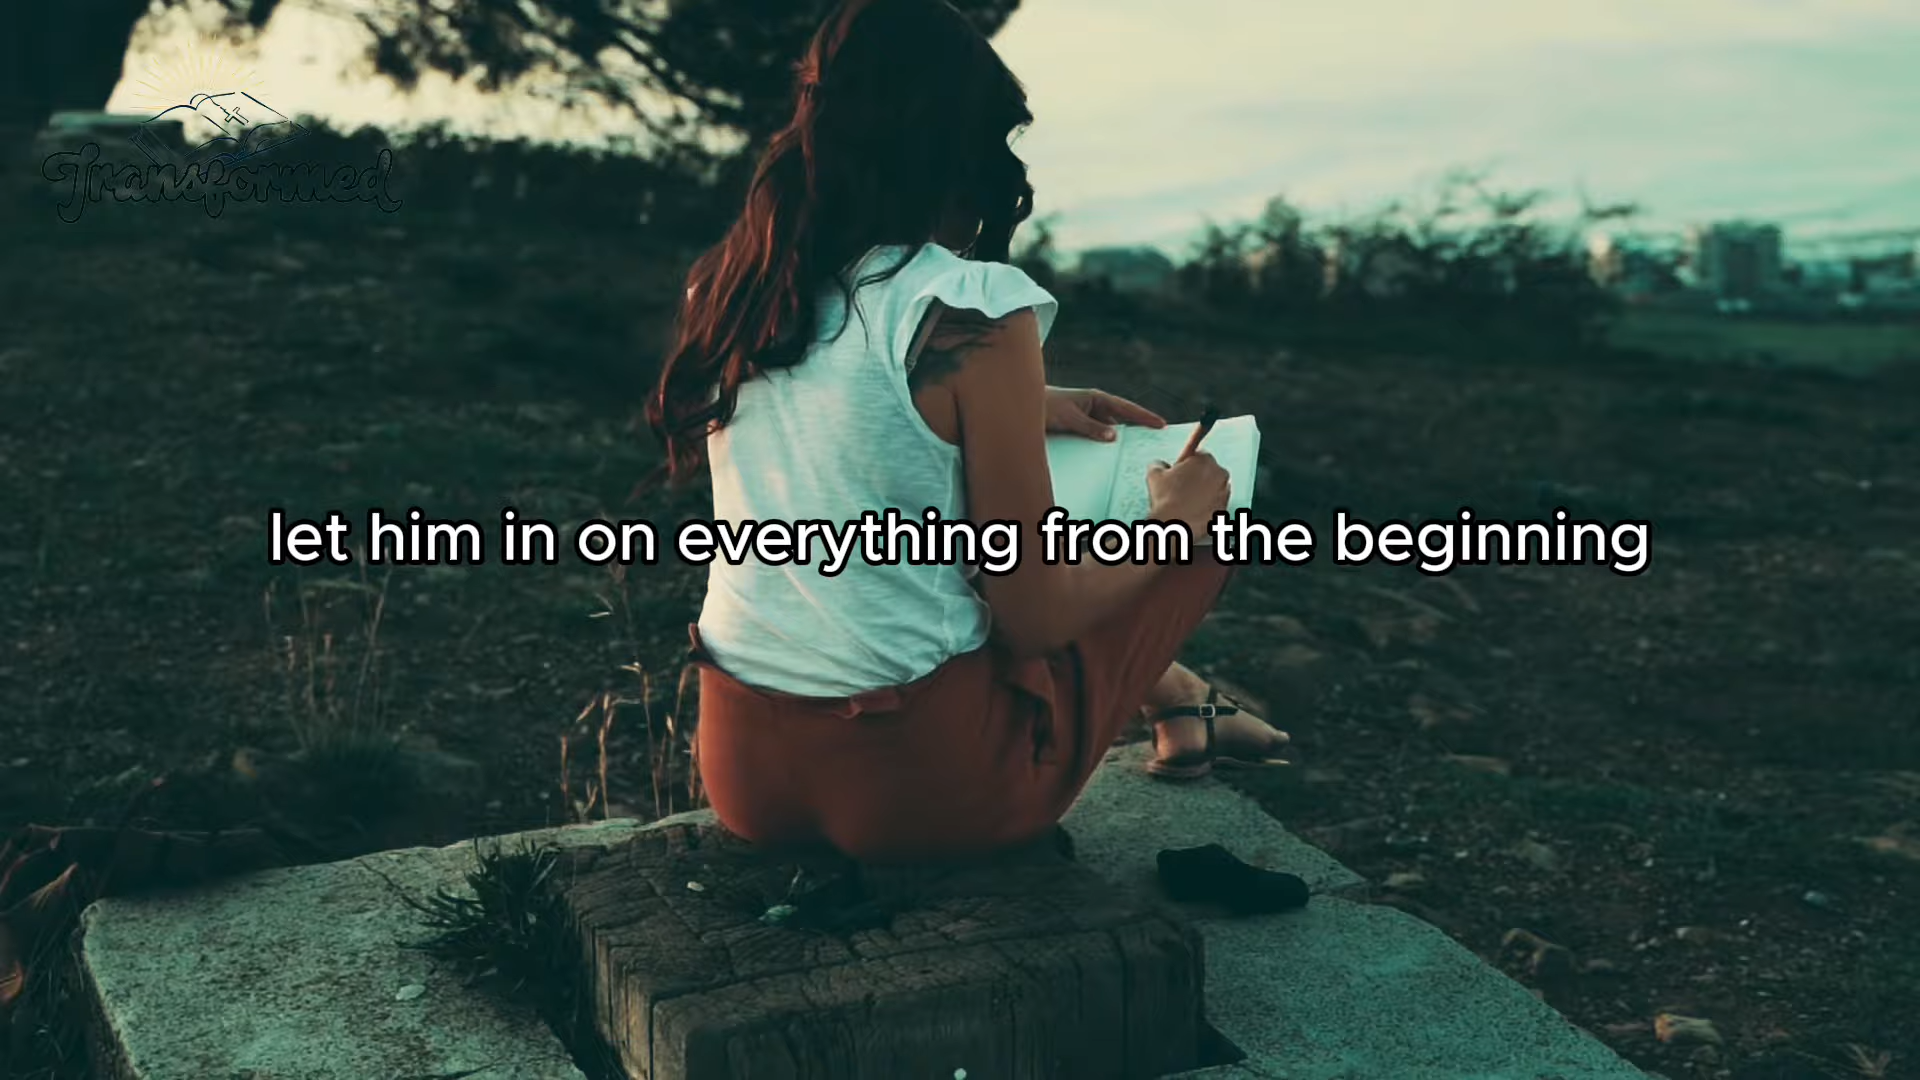 Transformed
let him in on everything from the beginning